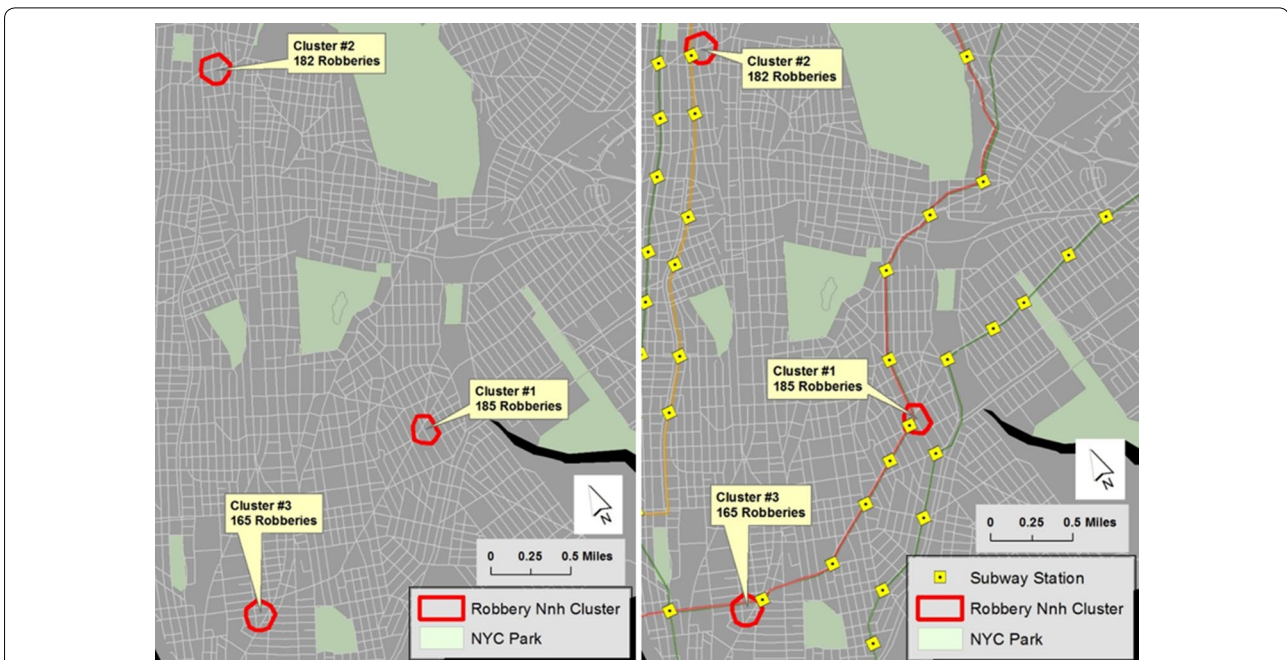 Cluster #2
182 Robberies
Cluster #1
185 Robberies
Cluster #3
165 Robberies
N
0 0.25 0.5 Miles
Robbery Nnh Cluster
NYC Park
Cluster #2
182 Robberies
Cluster #1
185 Robberies
Cluster #3
165 Robberies
N
0 0.25 0.5 Miles
Subway Station
Robbery Nnh Cluster
NYC Park